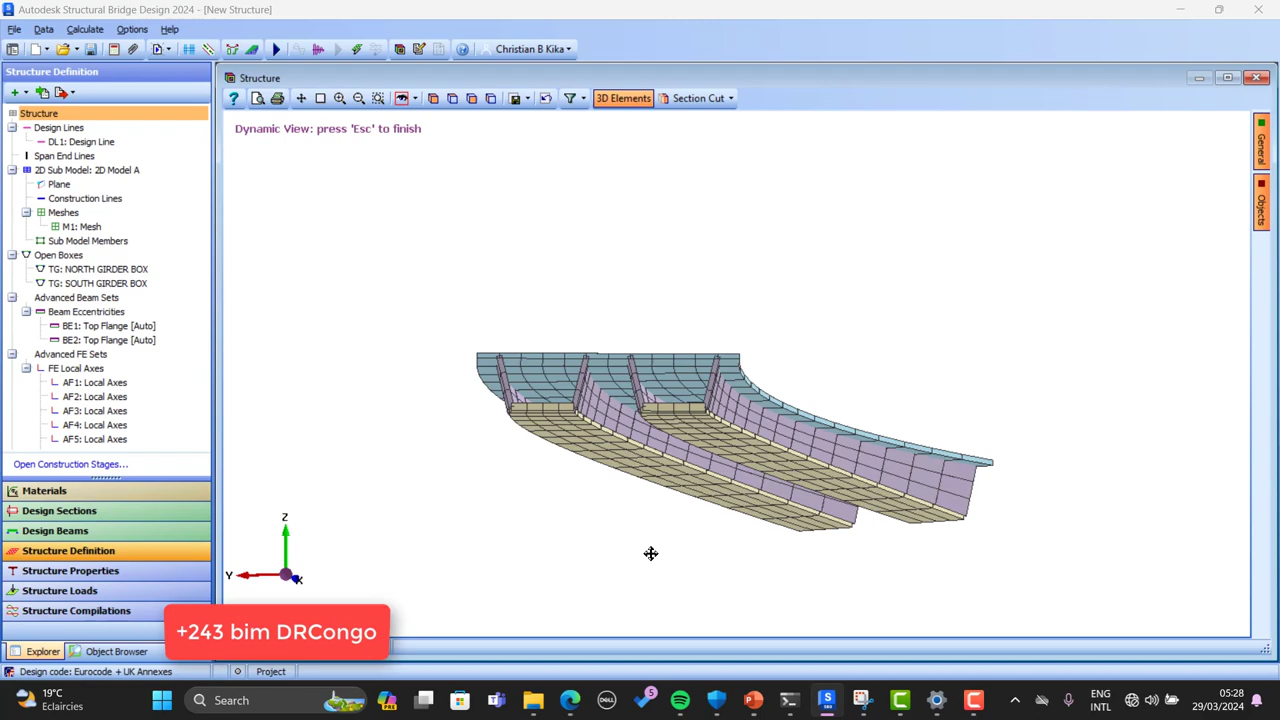 Autodesk Structural Bridge Design 2024 - [New Structure]
File Data Calculate Options Help
Christian B Kika
Structure Definition
Structure
Design Lines
DL1: Design Line
Span End Lines
2D Sub Model: 2D Model A
Plane
Construction Lines
Meshes
M1: Mesh
Sub Model Members
Open Boxes
TG: NORTH GIRDER BOX
TG: SOUTH GIRDER BOX
Advanced Beam Sets
Beam Eccentricities
BE1: Top Flange [Auto]
BE2: Top Flange [Auto]
Advanced FE Sets
FE Local Axes
AF1: Local Axes
AF2: Local Axes
AF3: Local Axes
AF4: Local Axes
AF5: Local Axes
Open Construction Stages...
Materials
Design Sections
Design Beams
Structure Definition
Structure Properties
Structure Loads
Structure Compilations
Explorer Object Browser
Structure
3D Elements Section Cut
Dynamic View: press 'Esc' to finish
General
Objects
Z
Y
X
+243 bim DRCongo
Design code: Eurocode + UK Annexes
Project
19°C
Eclaircies
Search
PRE
DELL
5
SBD
ENG
INTL
05:28
29/03/2024